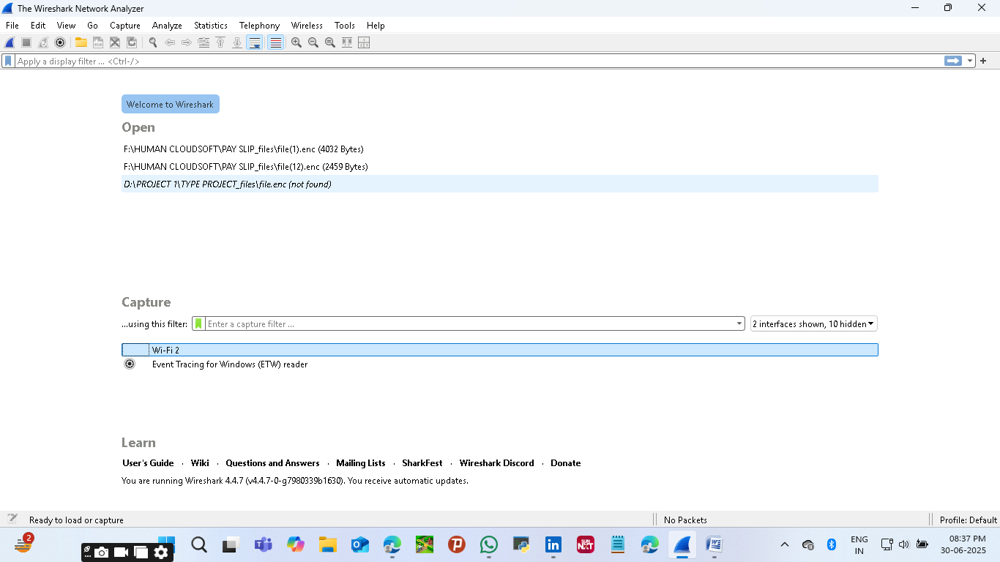 The Wireshark Network Analyzer
File Edit View Go Capture Analyze Statistics Telephony Wireless Tools Help
Apply a display filter ... <Ctrl-/>
Welcome to Wireshark
Open
F:\HUMAN CLOUDSOFT\PAY SLIP_files\file(1).enc (4032 Bytes)
F:\HUMAN CLOUDSOFT\PAY SLIP_files\file(12).enc (2459 Bytes)
D:\PROJECT 1\TYPE PROJECT_files\file.enc (not found)
Capture
...using this filter: Enter a capture filter ... 2 interfaces shown, 10 hidden
Wi-Fi 2
Event Tracing for Windows (ETW) reader
Learn
User's Guide · Wiki · Questions and Answers · Mailing Lists · SharkFest · Wireshark Discord · Donate
You are running Wireshark 4.4.7 (v4.4.7-0-g7980339b1630). You receive automatic updates.
Ready to load or capture No Packets Profile: Default
2
ENG
IN
08:37 PM
30-06-2025